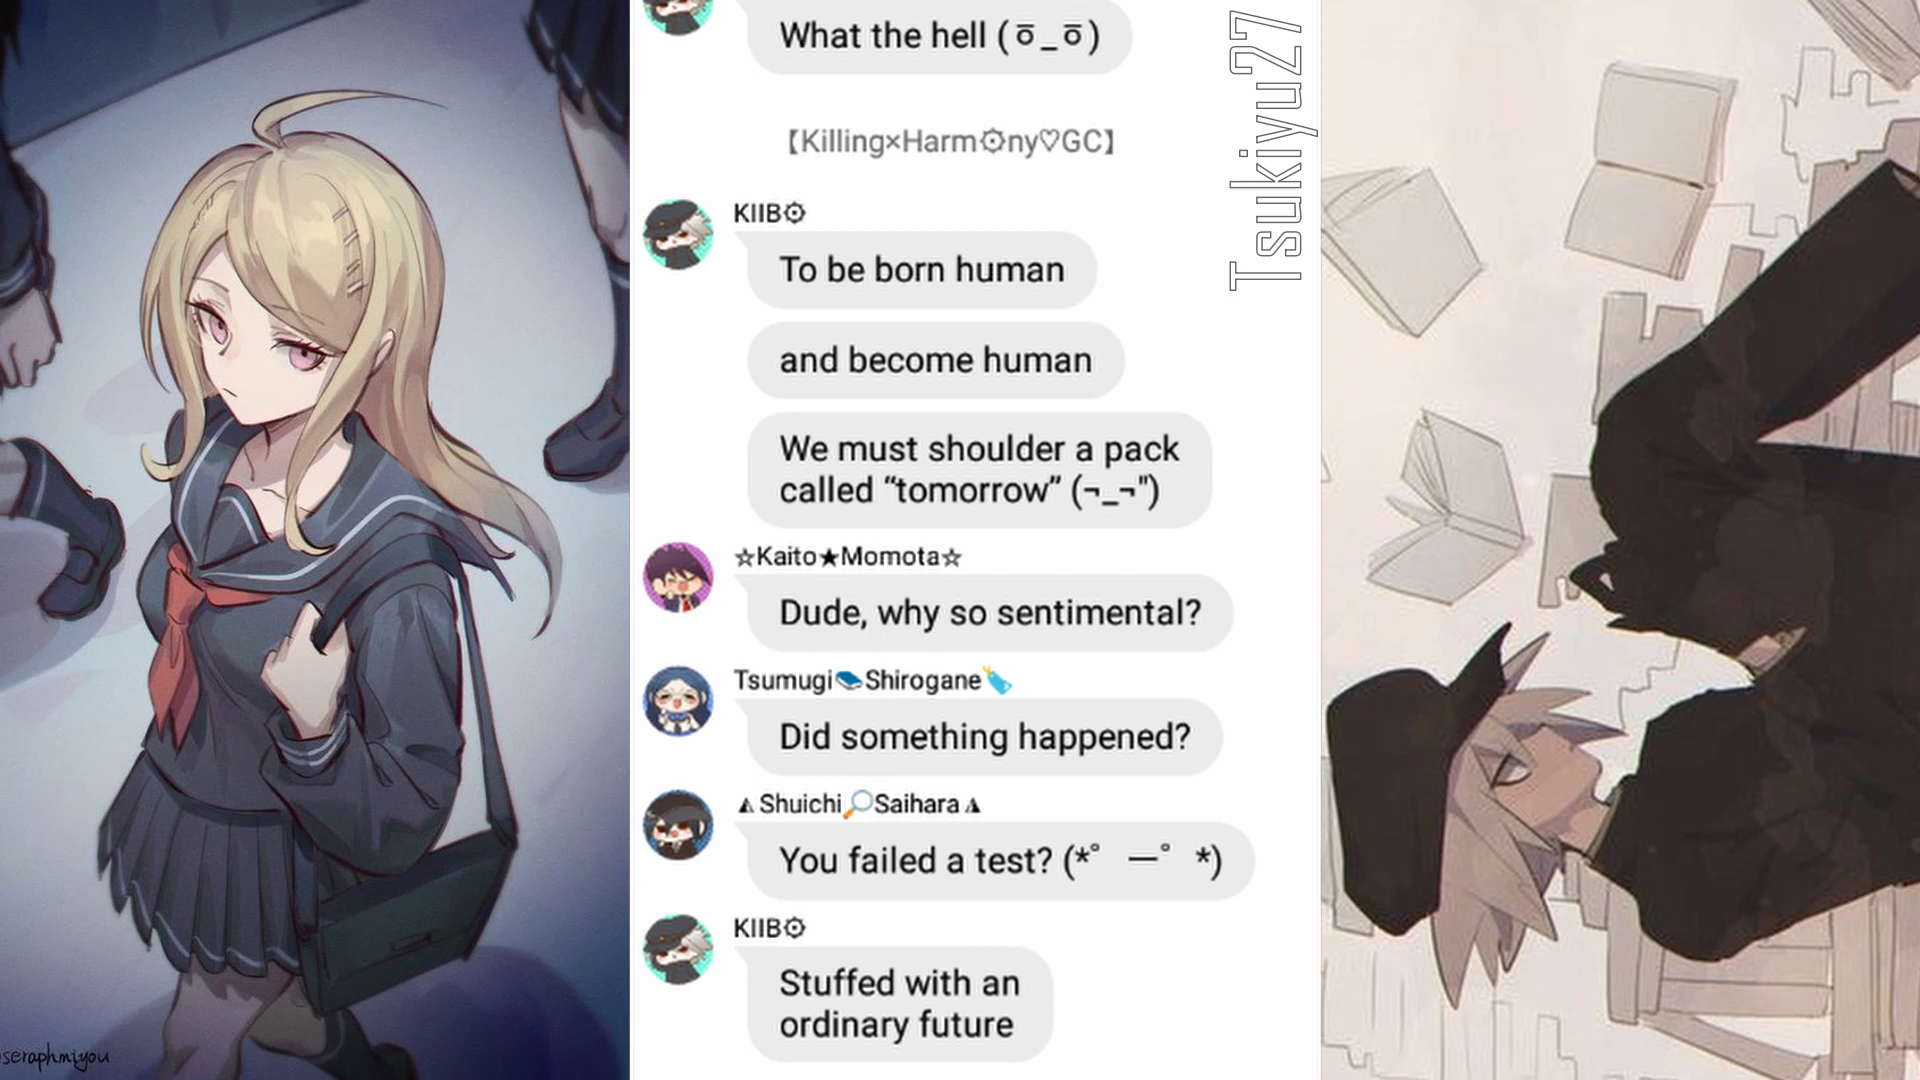 What the hell (ō_ō)
【Killing×Harm⚙ny♡GC】
KIIB⚙
To be born human
and become human
We must shoulder a pack
called “tomorrow” (¬_¬")
☆Kaito★Momota☆
Dude, why so sentimental?
Tsumugi📘Shirogane🧴
Did something happened?
◭Shuichi🔎Saihara◮
You failed a test? (*ﾟ ーﾟ *)
KIIB⚙
Stuffed with an
ordinary future
Tsukiyu27
seraphmiyou